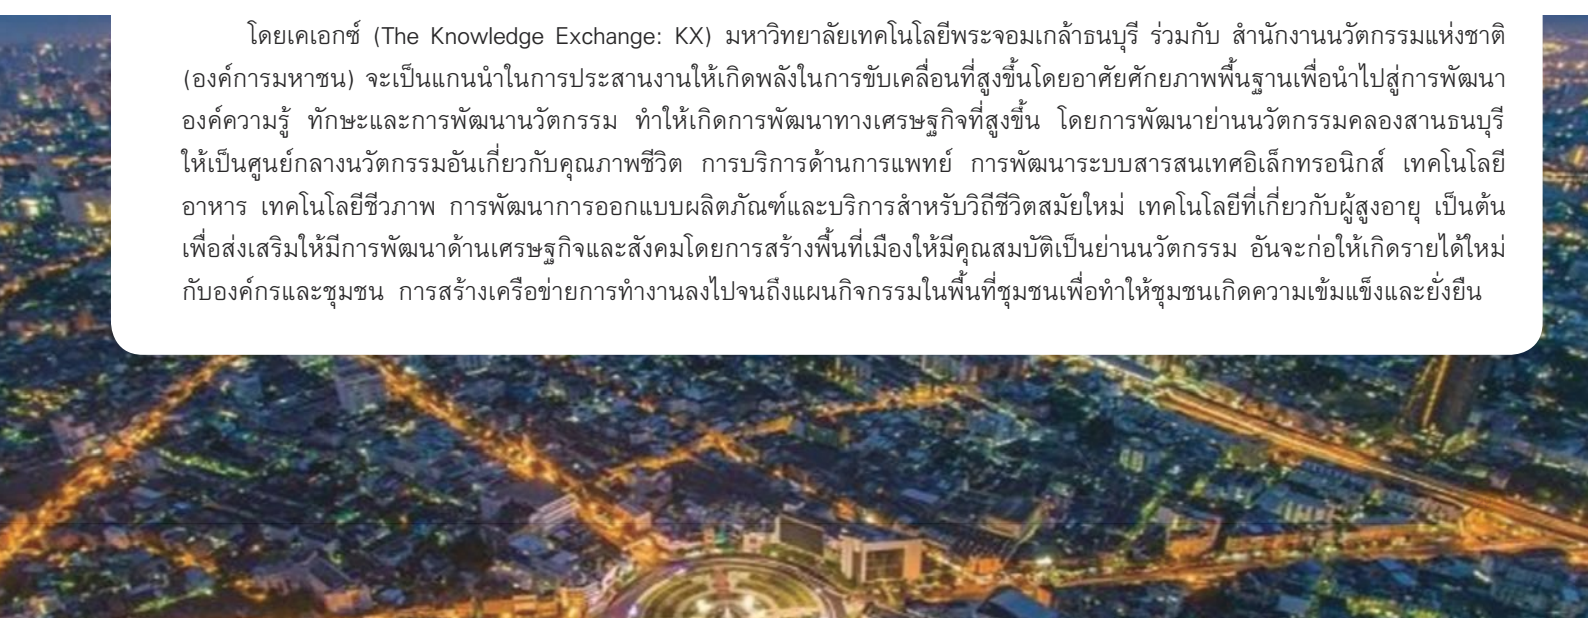 โดยเคเอกซ์ (The Knowledge Exchange: KX) มหาวิทยาลัยเทคโนโลยีพระจอมเกล้าธนบุรี ร่วมกับ สำนักงานนวัตกรรมแห่งชาติ
(องค์การมหาชน) จะเป็นแกนนำในการประสานงานให้เกิดพลังในการขับเคลื่อนที่สูงขึ้นโดยอาศัยศักยภาพพื้นฐานเพื่อนำไปสู่การพัฒนา
องค์ความรู้ ทักษะและการพัฒนานวัตกรรม ทำให้เกิดการพัฒนาทางเศรษฐกิจที่สูงขึ้น โดยการพัฒนาย่านนวัตกรรมคลองสานธนบุรี
ให้เป็นศูนย์กลางนวัตกรรมอันเกี่ยวกับคุณภาพชีวิต การบริการด้านการแพทย์ การพัฒนาระบบสารสนเทศอิเล็กทรอนิกส์ เทคโนโลยี
อาหาร เทคโนโลยีชีวภาพ การพัฒนาการออกแบบผลิตภัณฑ์และบริการสำหรับวิถีชีวิตสมัยใหม่ เทคโนโลยีที่เกี่ยวกับผู้สูงอายุ เป็นต้น
เพื่อส่งเสริมให้มีการพัฒนาด้านเศรษฐกิจและสังคมโดยการสร้างพื้นที่เมืองให้มีคุณสมบัติเป็นย่านนวัตกรรม อันจะก่อให้เกิดรายได้ใหม่
กับองค์กรและชุมชน การสร้างเครือข่ายการทำงานลงไปจนถึงแผนกิจกรรมในพื้นที่ชุมชนเพื่อทำให้ชุมชนเกิดความเข้มแข็งและยั่งยืน